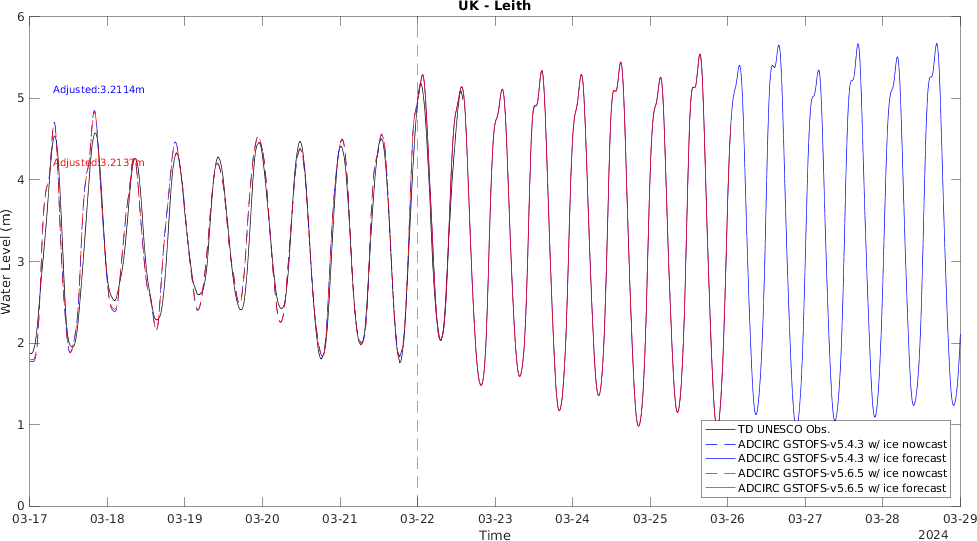 UK - Leith
6
5
4
3
2
1
0
Water Level (m)
Adjusted:3.2114m
Adjusted:3.2137m
TD UNESCO Obs.
ADCIRC GSTOFS-v5.4.3 w/ ice nowcast
ADCIRC GSTOFS-v5.4.3 w/ ice forecast
ADCIRC GSTOFS-v5.6.5 w/ ice nowcast
ADCIRC GSTOFS-v5.6.5 w/ ice forecast
03-17 03-18 03-19 03-20 03-21 03-22 03-23 03-24 03-25 03-26 03-27 03-28 03-29
Time
2024